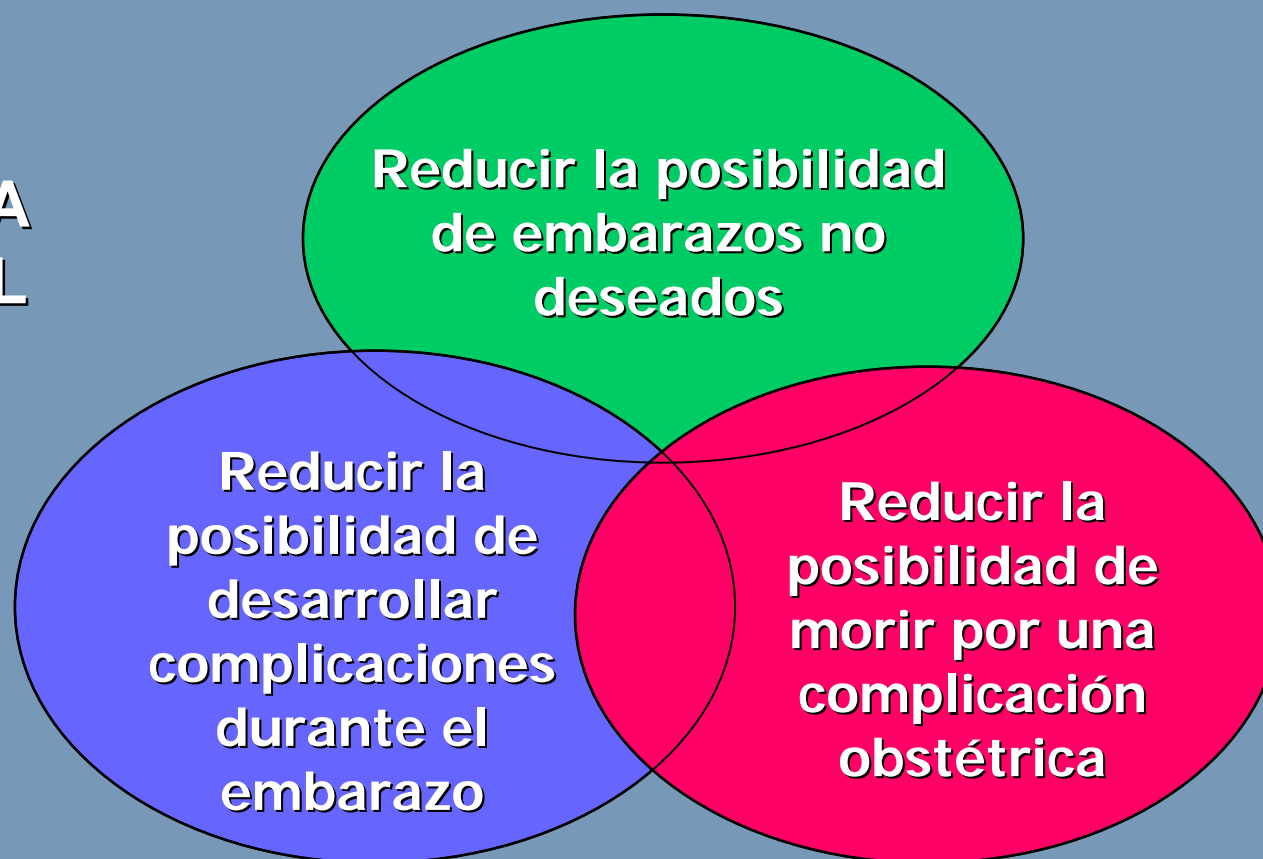 A
L
Reducir la posibilidad
de embarazos no
deseados
Reducir la
posibilidad de
desarrollar
complicaciones
durante el
embarazo
Reducir la
posibilidad de
morir por una
complicación
obstétrica